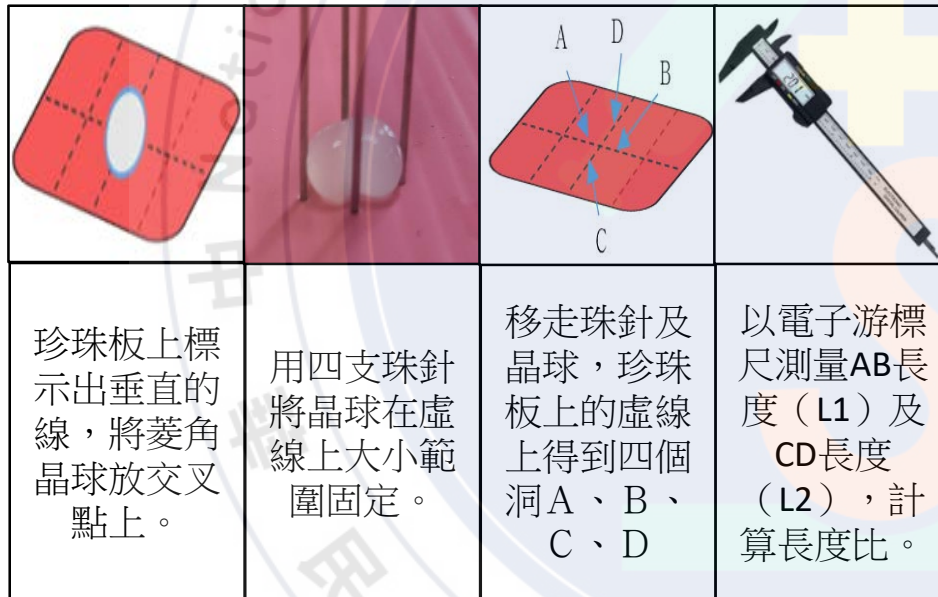 A
D
B
C
珍珠板上標
示出垂直的
線，將菱角
晶球放交叉
點上。
用四支珠針
將晶球在虛
線上大小範
圍固定。
移走珠針及
晶球，珍珠
板上的虛線
上得到四個
洞Ａ、Ｂ、
Ｃ、Ｄ
以電子游標
尺測量AB長
度（L1）及
CD長度
（L2），計
算長度比。